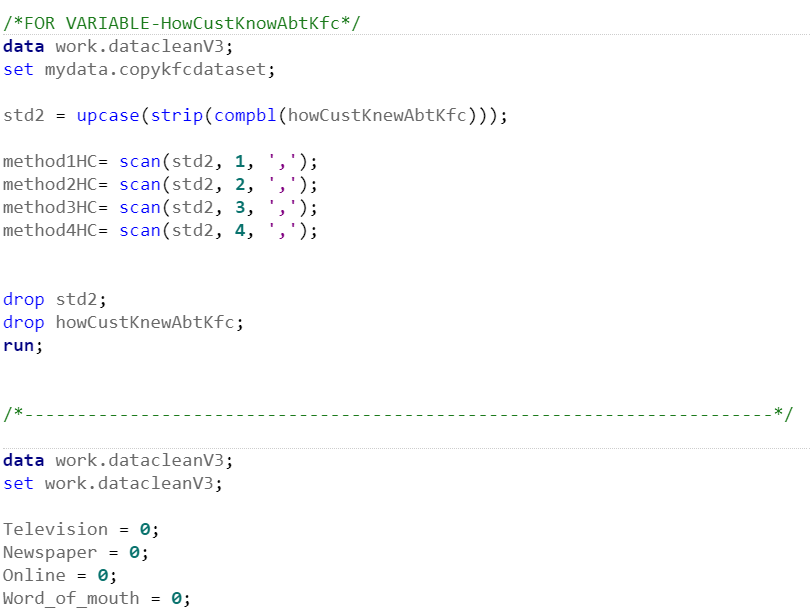 /*FOR VARIABLE-HowCustKnowAbtKfc*/
data work.datacleanV3;
set mydata.copykfcdataset;
std2 = upcase(strip(compbl(howCustKnewAbtKfc)));
method1HC= scan(std2, 1, ',');
method2HC= scan(std2, 2, ',');
method3HC= scan(std2, 3, ',');
method4HC= scan(std2, 4, ',');
drop std2;
drop howCustKnewAbtKfc;
run;
/*-----------------------------------------------------------------------*/
data work.datacleanV3;
set work.datacleanV3;
Television = 0;
Newspaper = 0;
Online = 0;
Word_of_mouth = 0;